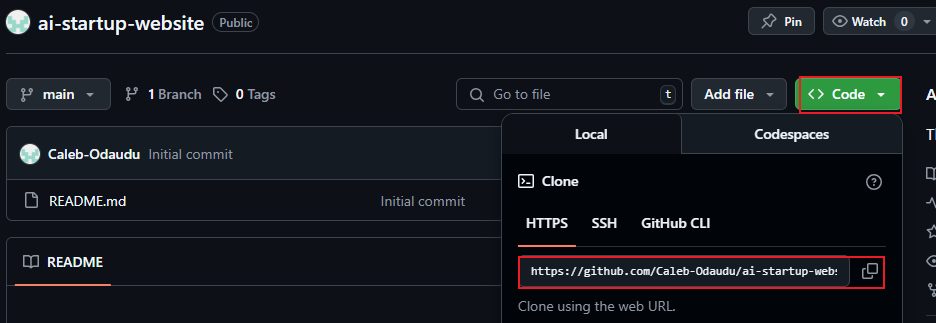 ai-startup-website Public Pin Watch 0
main 1 Branch 0 Tags Go to file t Add file Code
Local Codespaces
Caleb-Odaudu Initial commit
Clone
README.md Initial commit
HTTPS SSH GitHub CLI
README
https://github.com/Caleb-Odaudu/ai-startup-webs
Clone using the web URL.